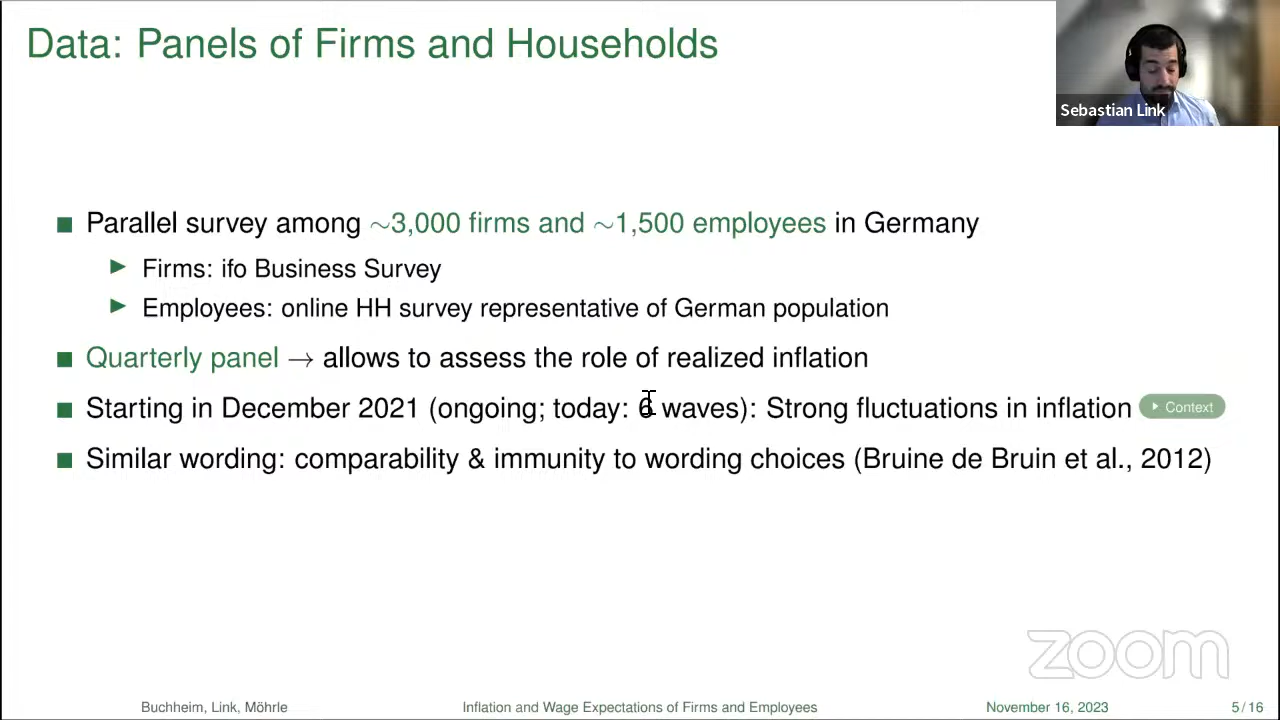 Data: Panels of Firms and Households
Sebastian Link
Parallel survey among ~3,000 firms and ~1,500 employees in Germany
Firms: ifo Business Survey
Employees: online HH survey representative of German population
Quarterly panel → allows to assess the role of realized inflation
Starting in December 2021 (ongoing; today: 6 waves): Strong fluctuations in inflation Context
Similar wording: comparability & immunity to wording choices (Bruine de Bruin et al., 2012)
zoom
Buchheim, Link, Möhrle Inflation and Wage Expectations of Firms and Employees November 16, 2023 5 / 16